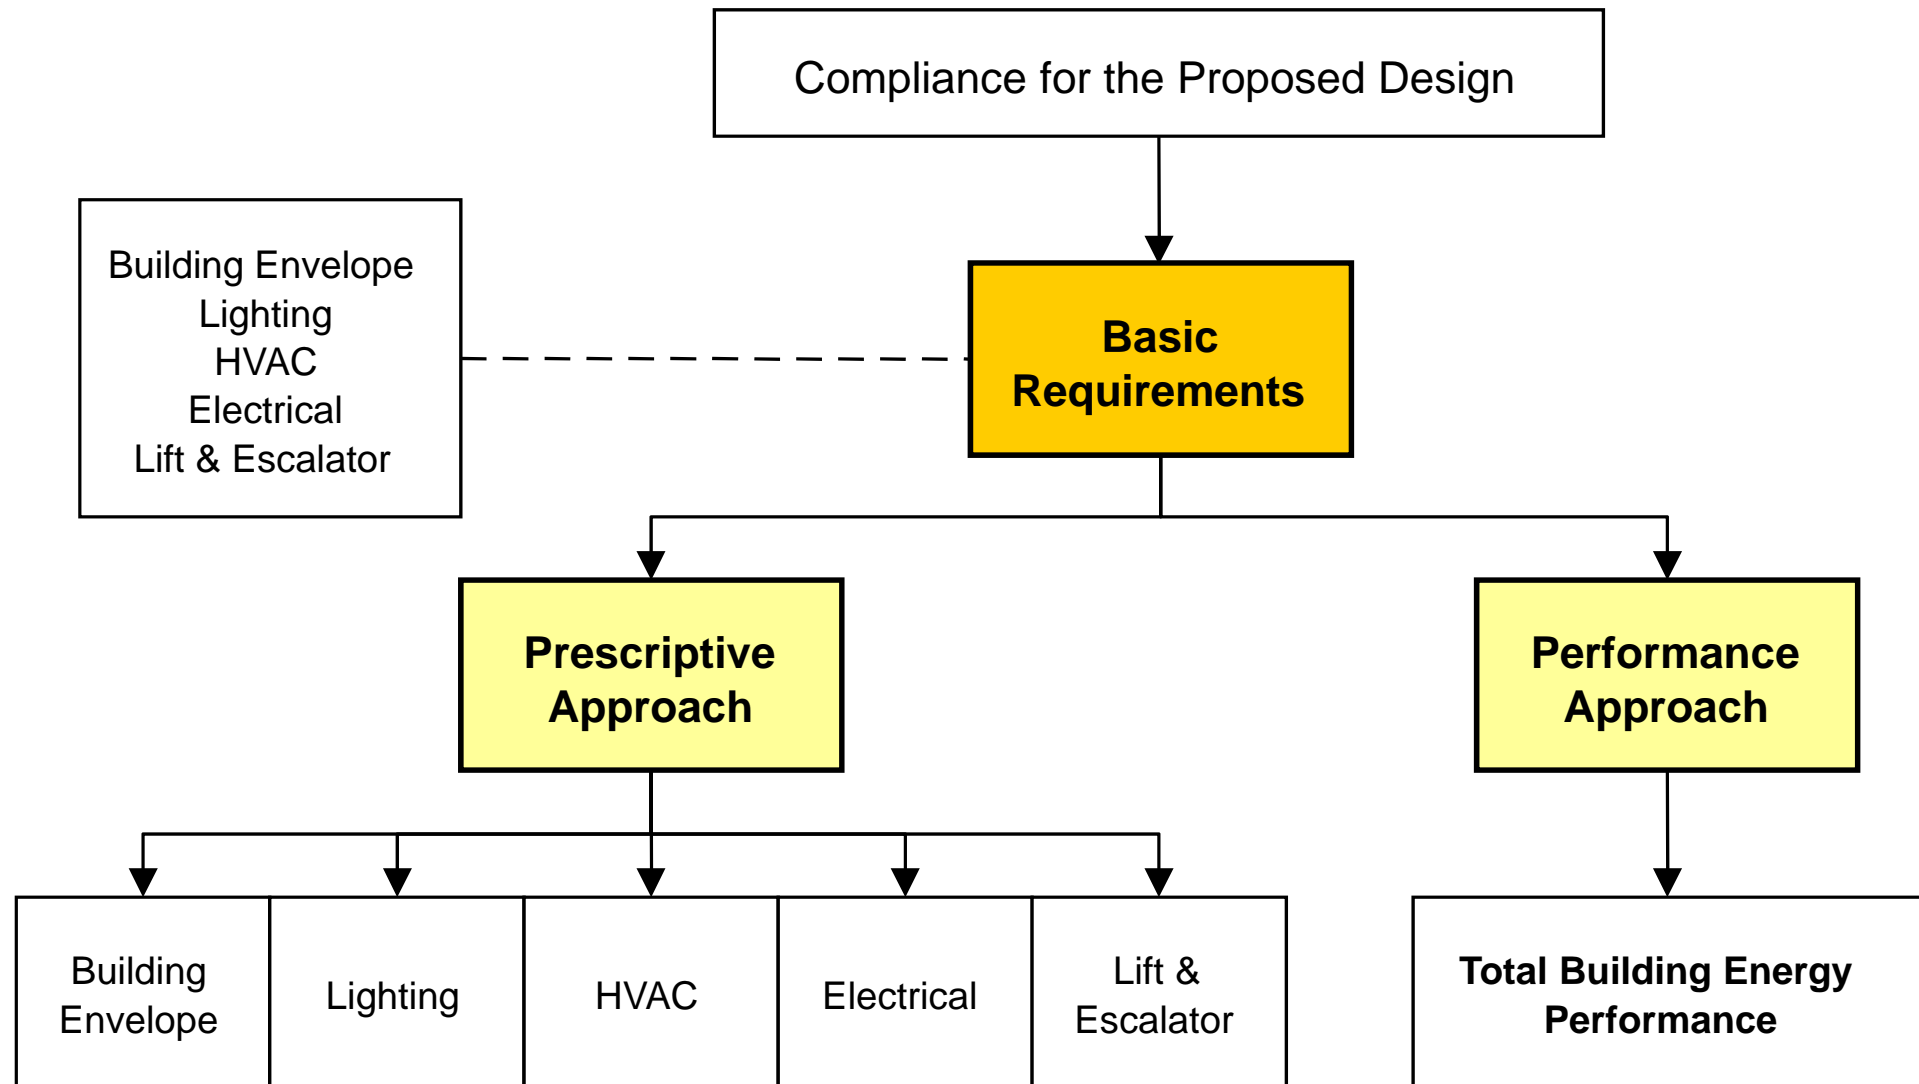 Compliance for the Proposed Design
Building Envelope
Lighting
HVAC
Electrical
Lift & Escalator
Basic
Requirements
Prescriptive
Approach
Performance
Approach
Building
Envelope
Lighting
HVAC
Electrical
Lift &
Escalator
Total Building Energy
Performance